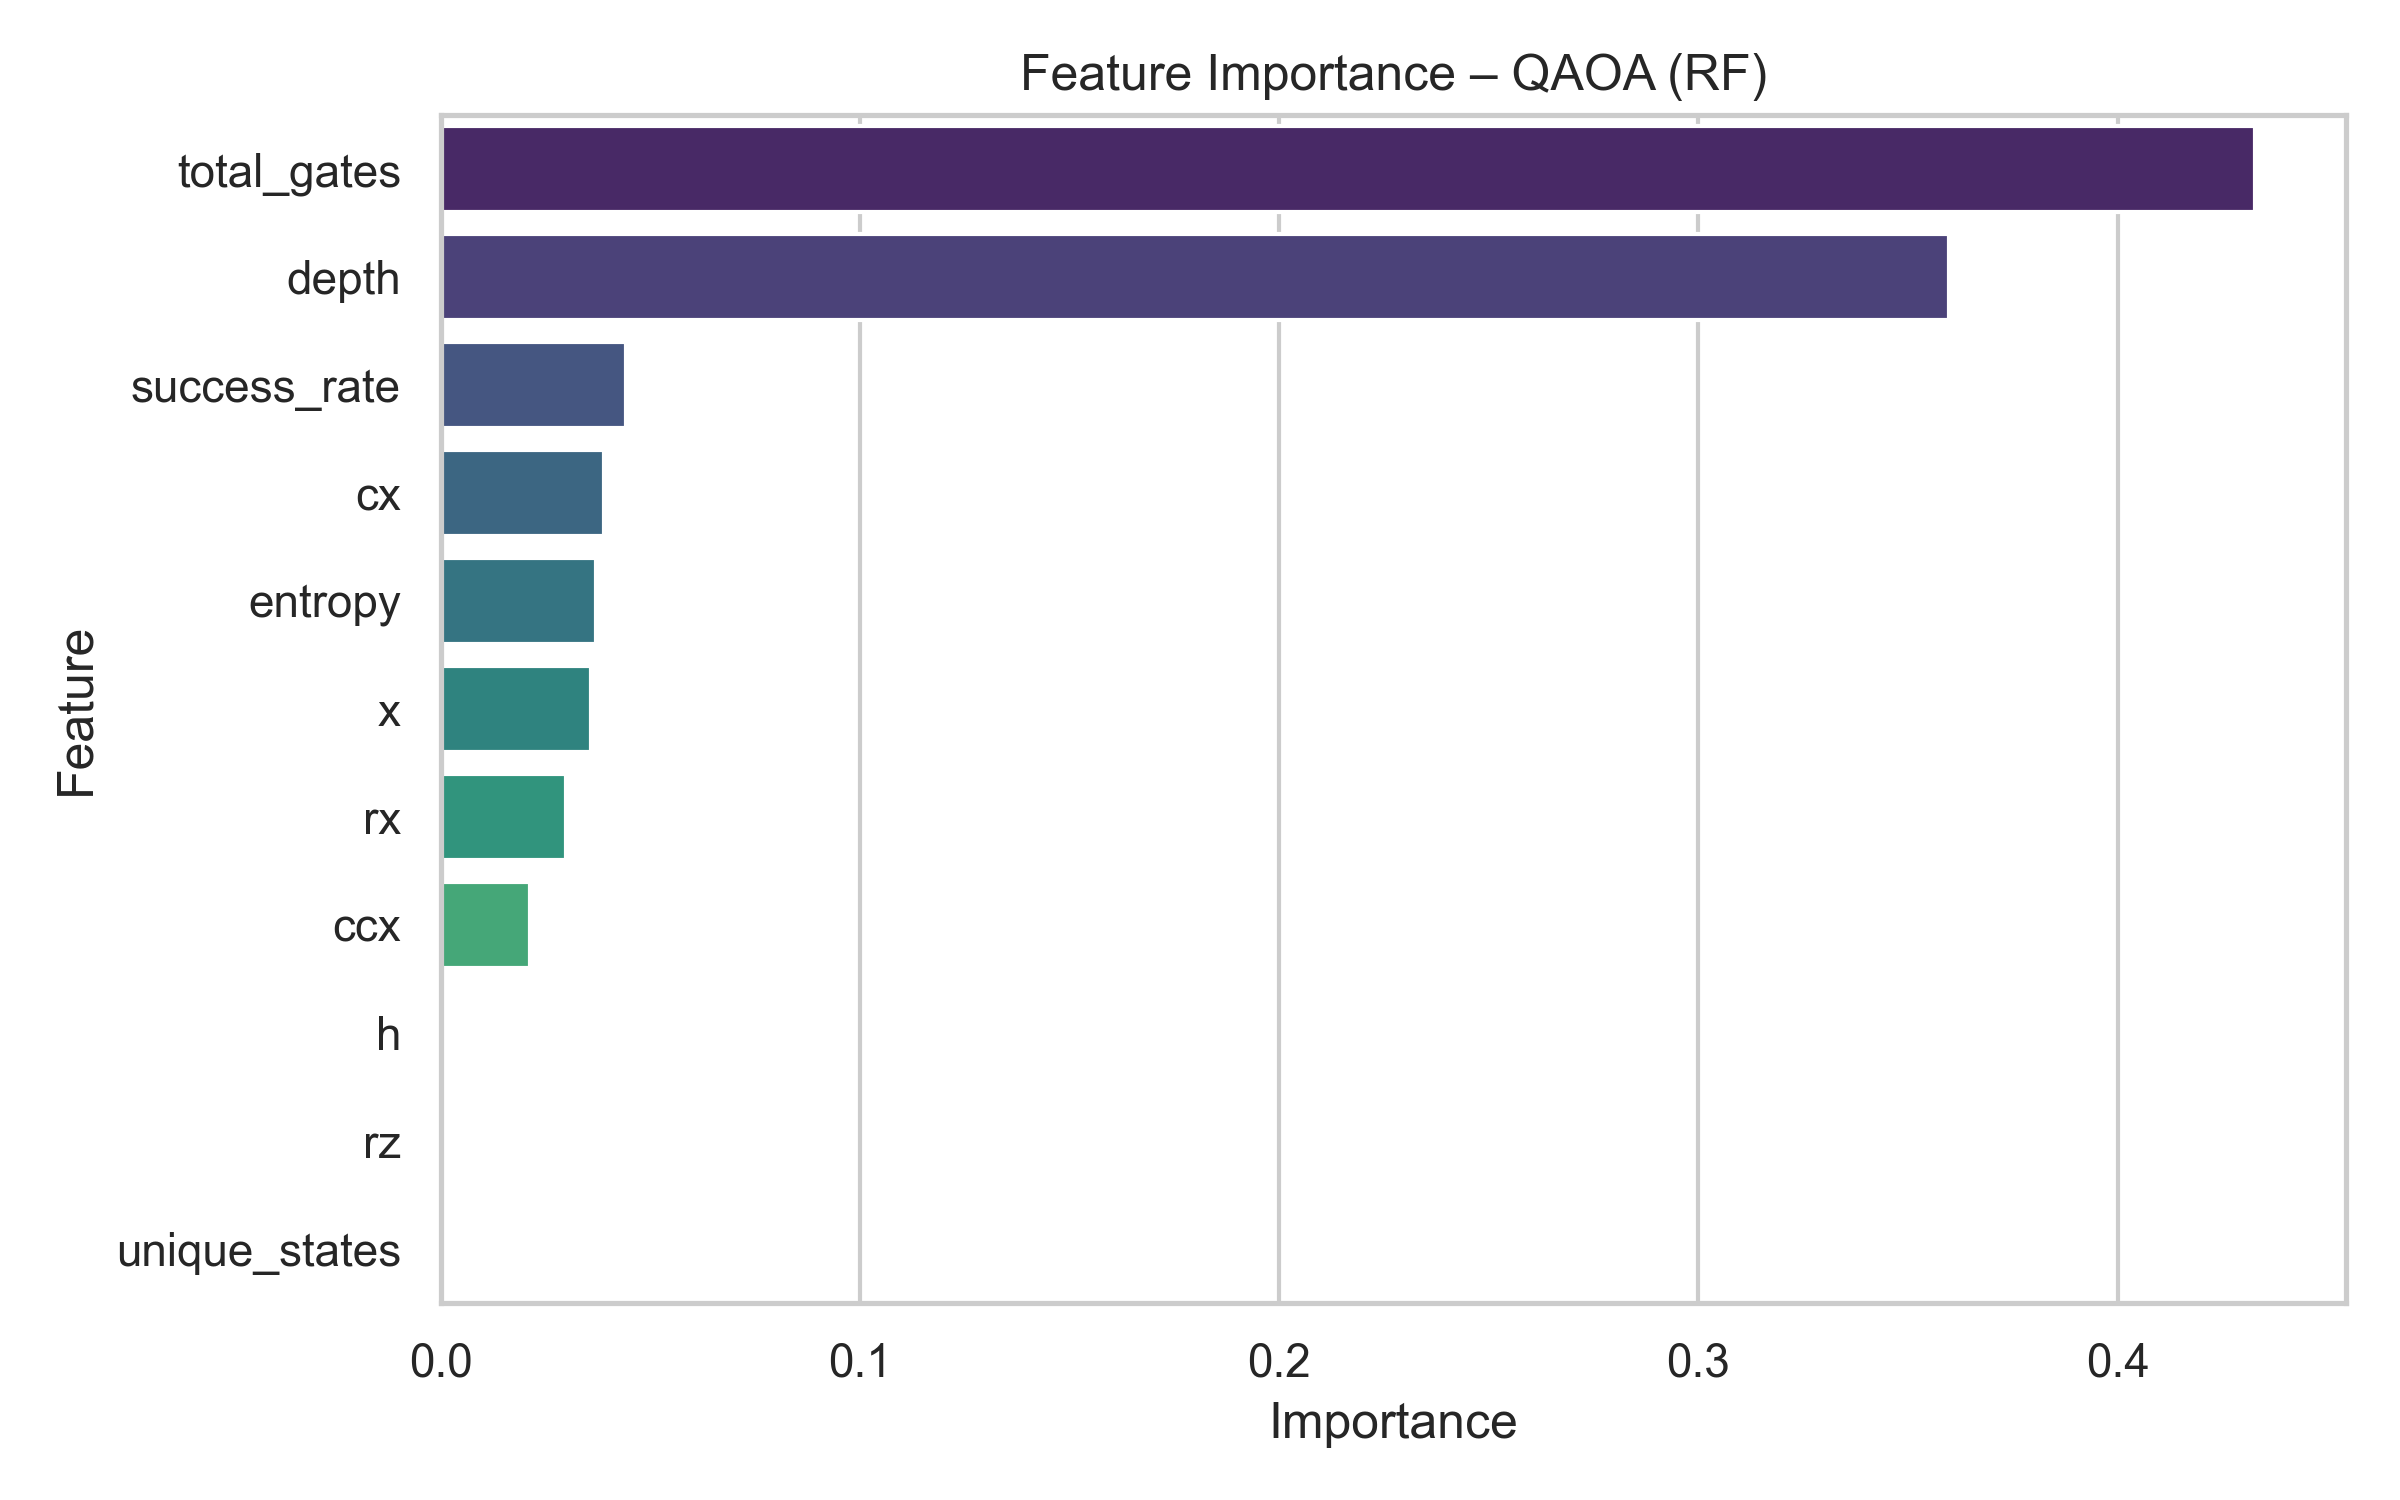 Feature Importance – QAOA (RF)
total_gates
depth
success_rate
cx
entropy
x
rx
ccx
h
rz
unique_states
Feature
0.0 0.1 0.2 0.3 0.4
Importance